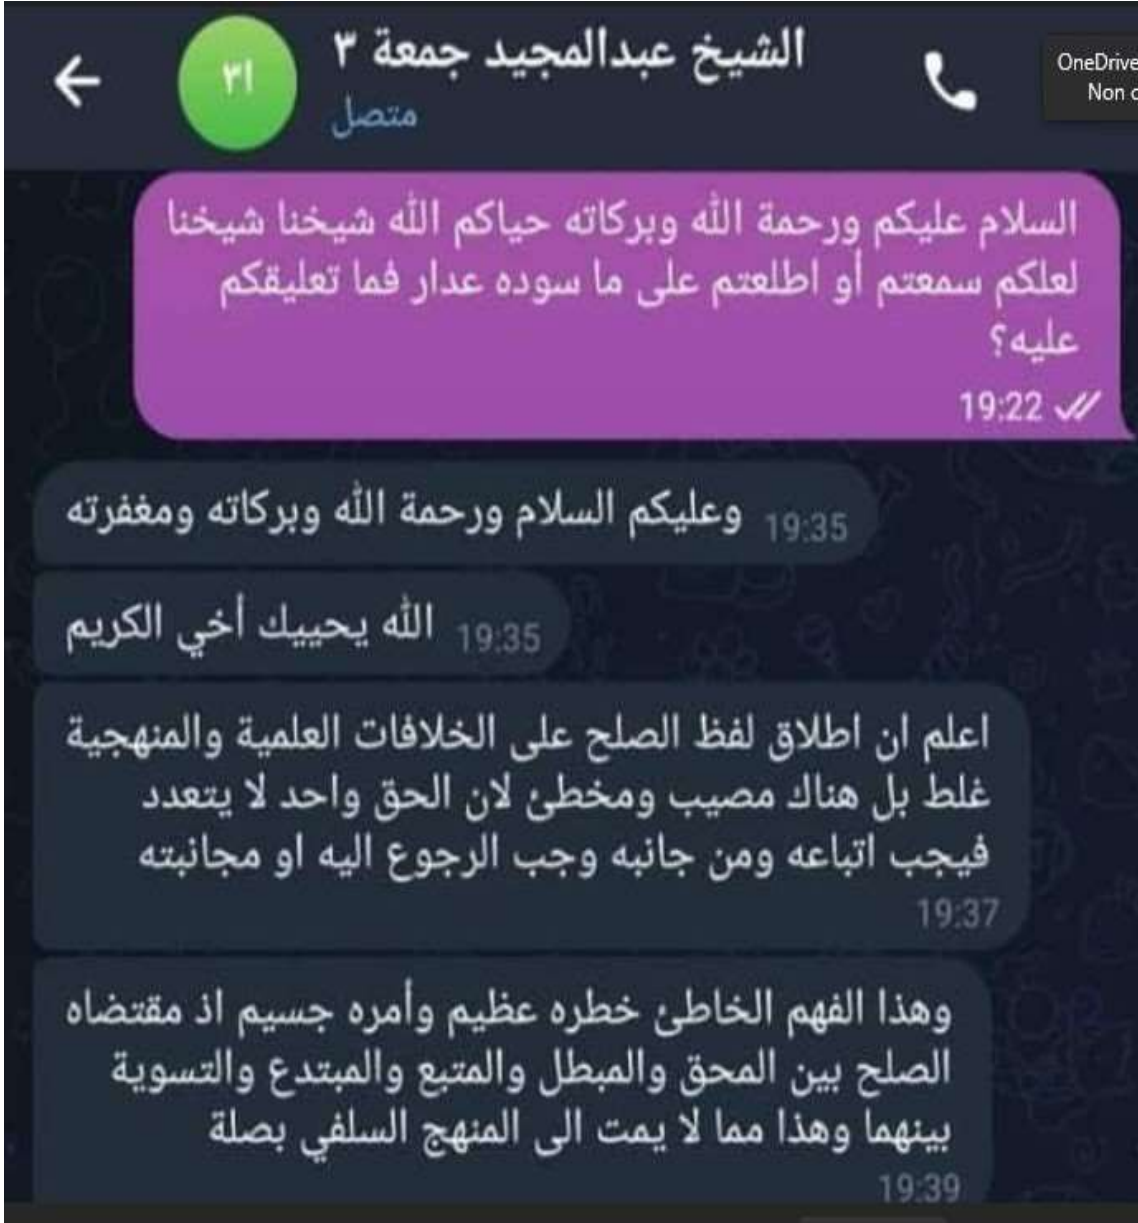 الشيخ عبدالمجيد جمعة ٣
متصل
ا٣
OneDrive
Non
السلام عليكم ورحمة الله وبركاته حياكم الله شيخنا شيخنا
لعلكم سمعتم أو اطلعتم على ما سوده عدار فما تعليقكم
عليه؟
19:22
وعليكم السلام ورحمة الله وبركاته ومغفرته 19:35
الله يحييك أخي الكريم 19:35
اعلم ان اطلاق لفظ الصلح على الخلافات العلمية والمنهجية
غلط بل هناك مصيب ومخطئ لان الحق واحد لا يتعدد
فيجب اتباعه ومن جانبه وجب الرجوع اليه او مجانبته
19:37
وهذا الفهم الخاطئ خطره عظيم وأمره جسيم اذ مقتضاه
الصلح بين المحق والمبطل والمتبع والمبتدع والتسوية
بينهما وهذا مما لا يمت الى المنهج السلفي بصلة
19:39